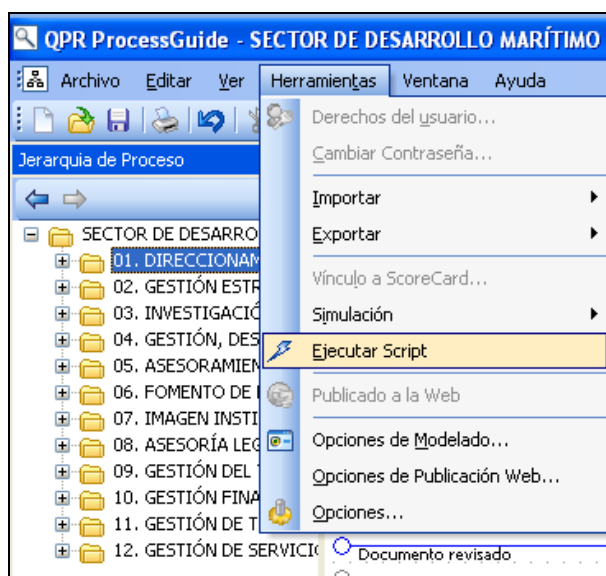 QPR ProcessGuide - SECTOR DE DESARROLLO MARÍTIMO
Archivo Editar Ver Herramientas Ventana Ayuda
Derechos del usuario...
Jerarquia de Proceso
Cambiar Contraseña...
Importar
Exportar
Vínculo a ScoreCard...
Simulación
Ejecutar Script
Publicado a la Web
Opciones de Modelado...
Opciones de Publicación Web...
Opciones...
SECTOR DE DESARRO
01. DIRECCIONAM
02. GESTIÓN ESTR
03. INVESTIGACIÓ
04. GESTIÓN, DES
05. ASESORAMIEN
06. FOMENTO DE
07. IMAGEN INSTI
08. ASESORÍA LEG
09. GESTIÓN DEL
10. GESTIÓN FINA
11. GESTIÓN DE T
12. GESTIÓN DE SERVICI
Documento revisado